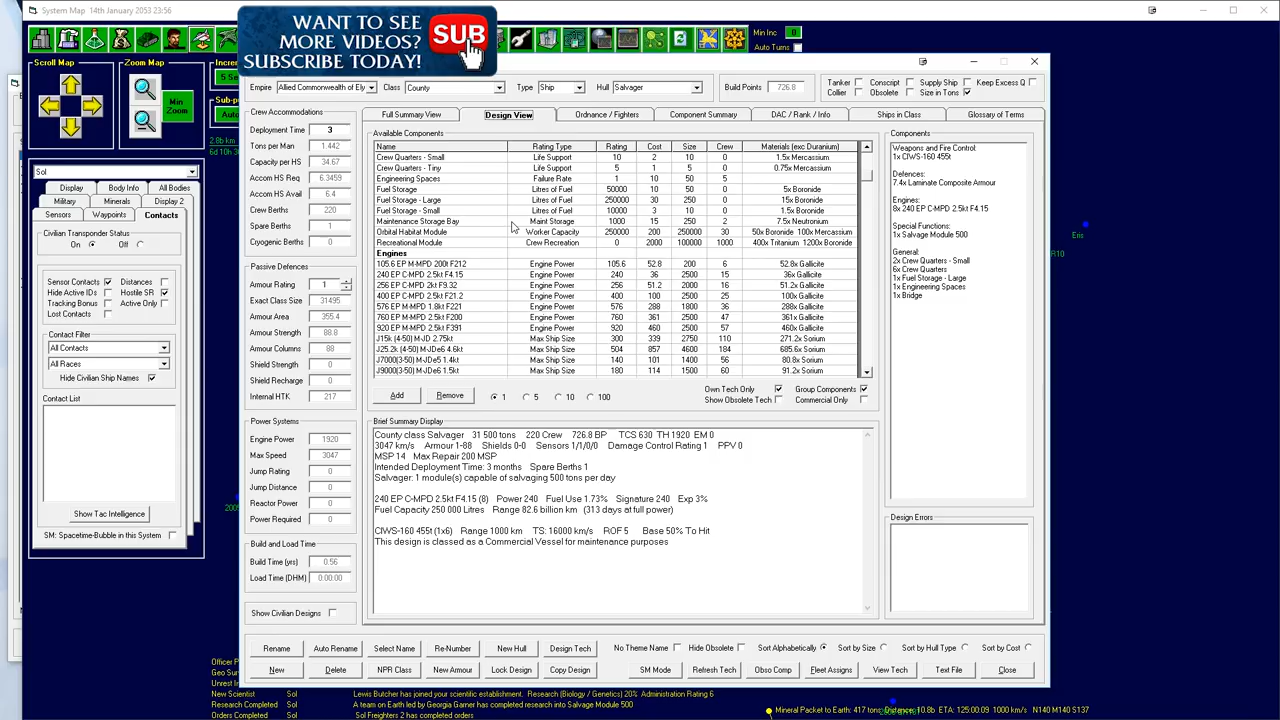 System Map 14th January 2053 23:56
WANT TO SEE
MORE VIDEOS?
SUBSCRIBE TODAY!
SUB
Min Inc 0
Auto Turns
Scroll Map
Zoom Map
Min
Zoom
Empire Allied Commonwealth of Ely Class County Type Ship Hull Salvager Build Points 726.8
Tanker Conscript Supply Ship Keep Excess Q
Collier Obsolete Size in Tons
Sol
Display Body Info All Bodies
Military Minerals Display 2
Sensors Waypoints Contacts
Civilian Transponder Status
On Off
Sensor Contacts Distances
Hide Active IDs Hostile SR
Tracking Bonus Active Only
Lost Contacts
Contact Filter
All Contacts
All Races
Hide Civilian Ship Names
Contact List
Show Tac Intelligence
SM: Spacetime-Bubble in this System
Crew Accommodations
Deployment Time 3
Tons per Man 1.442
Capacity per HS 34.67
Accom HS Req 6.3459
Accom HS Avail 6.4
Crew Berths 220
Spare Berths 1
Cryogenic Berths 0
Passive Defences
Armour Rating 1
Exact Class Size 31495
Armour Area 355.4
Armour Strength 88.8
Armour Columns 88
Shield Strength 0
Shield Recharge 0
Internal HTK 217
Power Systems
Engine Power 1920
Max Speed 3047
Jump Rating 0
Jump Distance 0
Reactor Power 0
Power Required 0
Build and Load Time
Build Time (yrs) 0.56
Load Time (DHM) 0:00:00
Show Civilian Designs
Full Summary View Design View Ordnance / Fighters Component Summary DAC / Rank / Info Ships in Class Glossary of Terms
Available Components
Name Rating Type Rating Cost Size Crew Materials (exc Duranium)
Crew Quarters - Small Life Support 10 2 10 0 1.5x Mercassium
Crew Quarters - Tiny Life Support 5 1 5 0 0.75x Mercassium
Engineering Spaces Failure Rate 1 10 50 5
Fuel Storage Litres of Fuel 50000 10 50 0 5x Boronide
Fuel Storage - Large Litres of Fuel 250000 30 250 0 15x Boronide
Fuel Storage - Small Litres of Fuel 10000 3 10 0 1.5x Boronide
Maintenance Storage Bay Maint Storage 1000 15 250 2 7.5x Neutronium
Orbital Habitat Module Worker Capacity 250000 200 250000 30 50x Boronide 100x Mercassium
Recreational Module Crew Recreation 0 2000 100000 1000 400x Tritanium 1200x Boronide
Engines
105.6 EP M-MPD 200t F212 Engine Power 105.6 52.8 200 6 52.8x Gallicite
240 EP C-MPD 2.5kt F4.15 Engine Power 240 36 2500 15 36x Gallicite
256 EP C-MPD 2kt F9.32 Engine Power 256 51.2 2000 16 51.2x Gallicite
400 EP C-MPD 2.5kt F21.2 Engine Power 400 100 2500 25 100x Gallicite
576 EP M-MPD 1.8kt F221 Engine Power 576 288 1800 36 288x Gallicite
760 EP M-MPD 2.5kt F200 Engine Power 760 361 2500 47 361x Gallicite
920 EP M-MPD 2.5kt F391 Engine Power 920 460 2500 57 460x Gallicite
J15k (4-50) M-JD 2.75kt Max Ship Size 300 339 2750 110 271.2x Sorium
J25.2k (4-50) M-JDe6 4.6kt Max Ship Size 504 857 4600 184 685.6x Sorium
J7000(3-50) M-JDe5 1.4kt Max Ship Size 140 101 1400 56 80.8x Sorium
J9000(3-50) M-JDe6 1.5kt Max Ship Size 180 114 1500 60 91.2x Sorium
Add Remove 1 5 10 100
Own Tech Only Group Components
Show Obsolete Tech Commercial Only
Brief Summary Display
County class Salvager 31 500 tons 220 Crew 726.8 BP TCS 630 TH 1920 EM 0
3047 km/s Armour 1-88 Shields 0-0 Sensors 1/1/0/0 Damage Control Rating 1 PPV 0
MSP 14 Max Repair 200 MSP
Intended Deployment Time: 3 months Spare Berths 1
Salvager: 1 module(s) capable of salvaging 500 tons per day
240 EP C-MPD 2.5kt F4.15 (8) Power 240 Fuel Use 1.73% Signature 240 Exp 3%
Fuel Capacity 250 000 Litres Range 82.6 billion km (313 days at full power)
CIWS-160 455t (1x6) Range 1000 km TS: 16000 km/s ROF 5 Base 50% To Hit
This design is classed as a Commercial Vessel for maintenance purposes
Components
Weapons and Fire Control:
1x CIWS-160 455t
Defences:
7.4x Laminate Composite Armour
Engines:
8x 240 EP C-MPD 2.5kt F4.15
Special Functions:
1x Salvage Module 500
General:
2x Crew Quarters - Small
6x Crew Quarters
1x Fuel Storage - Large
1x Engineering Spaces
1x Bridge
Design Errors
Eris
Rename Auto Rename Select Name Re-Number New Hull Design Tech No Theme Name Hide Obsolete Sort Alphabetically Sort by Size Sort by Hull Type Sort by Cost
New Delete NPR Class New Armour Lock Design Copy Design SM Mode Refresh Tech Obso Comp Fleet Assigns View Tech Text File Close
New Scientist Sol Lewis Butcher has joined your scientific establishment. Research (Biology / Genetics) 20% Administration Rating 6
Research Completed Sol A team on Earth led by Georgia Garner has completed research into Salvage Module 500
Orders Completed Sol Sol Freighters 2 has completed orders
Mineral Packet to Earth: 417 tons: Distance: 10.8b ETA: 125:00:09 1000 km/s N140 M140 S137